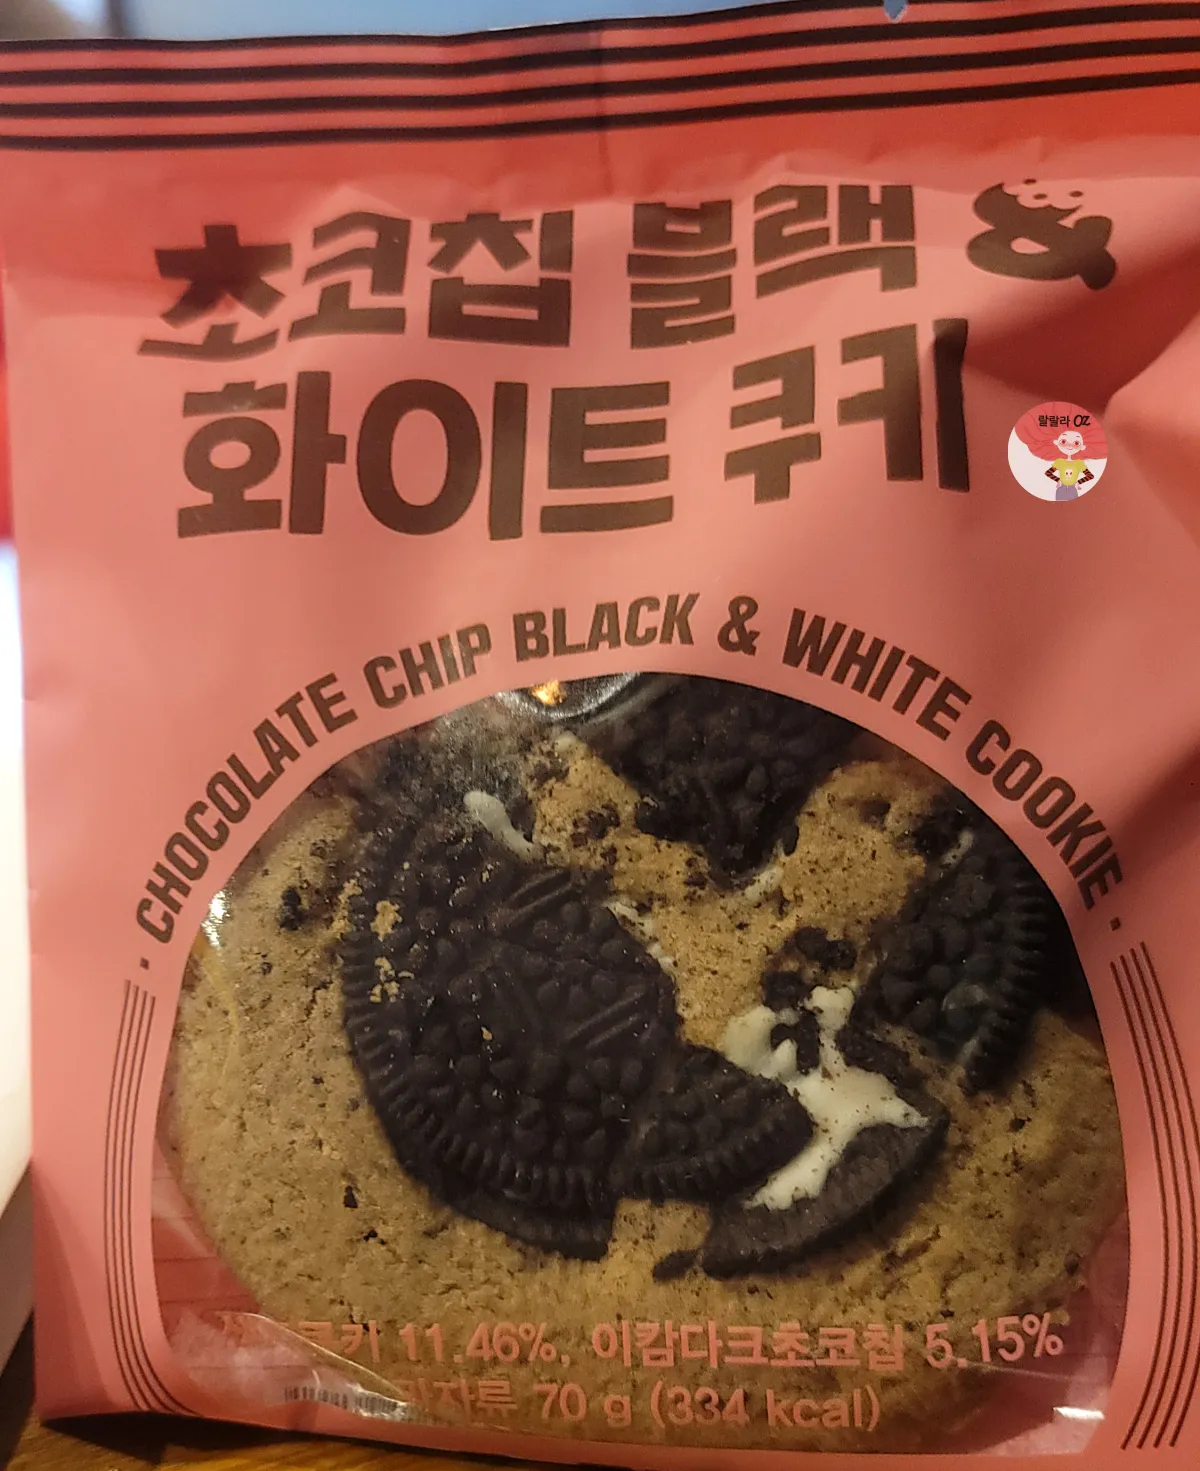 초코칩 블랙 &
화이트 쿠키
랄랄라 OZ
· CHOCOLATE CHIP BLACK & WHITE COOKIE ·
쿠키 11.46%, 이캄다크초코칩 5.15%
과자류 70 g (334 kcal)